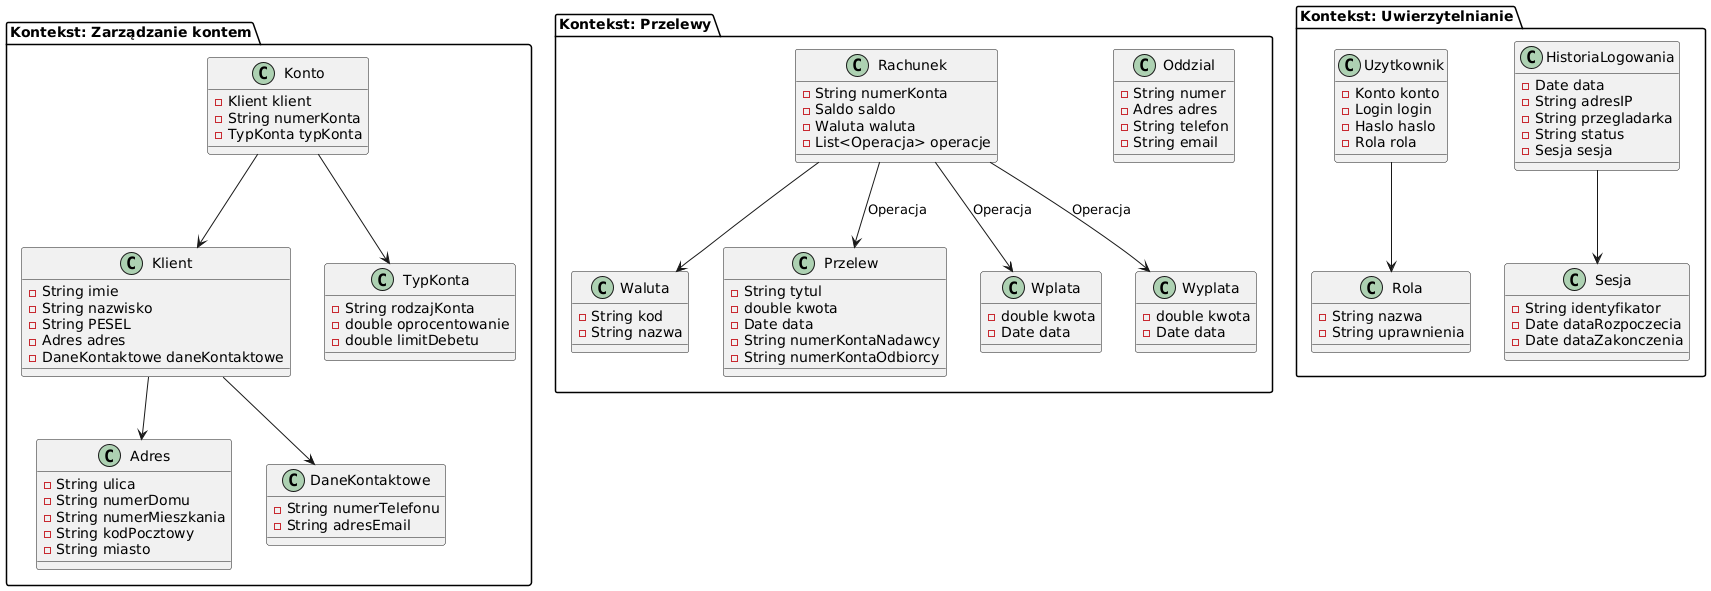 Kontekst: Zarządzanie kontem
C Konto
Klient klient
String numerKonta
TypKonta typKonta
C Klient
String imie
String nazwisko
String PESEL
Adres adres
DaneKontaktowe daneKontaktowe
C TypKonta
String rodzajKonta
double oprocentowanie
double limitDebetu
C Adres
String ulica
String numerDomu
String numerMieszkania
String kodPocztowy
String miasto
C DaneKontaktowe
String numerTelefonu
String adresEmail
Kontekst: Przelewy
C Rachunek
String numerKonta
Saldo saldo
Waluta waluta
List<Operacja> operacje
C Oddzial
String numer
Adres adres
String telefon
String email
Operacja
Operacja
Operacja
C Waluta
String kod
String nazwa
C Przelew
String tytul
double kwota
Date data
String numerKontaNadawcy
String numerKontaOdbiorcy
C Wplata
double kwota
Date data
C Wyplata
double kwota
Date data
Kontekst: Uwierzytelnianie
C Uzytkownik
Konto konto
Login login
Haslo haslo
Rola rola
C HistoriaLogowania
Date data
String adresIP
String przegladarka
String status
Sesja sesja
C Rola
String nazwa
String uprawnienia
C Sesja
String identyfikator
Date dataRozpoczecia
Date dataZakonczenia